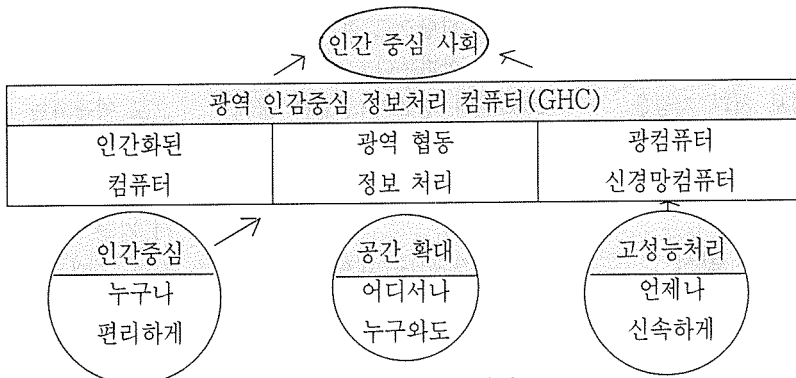 인간 중심 사회
광역 인감중심 정보처리 컴퓨터(GHC)
인간화된
컴퓨터
광역 협동
정보 처리
광컴퓨터
신경망컴퓨터
인간중심
누구나
편리하게
공간 확대
어디서나
누구와도
고성능처리
언제나
신속하게